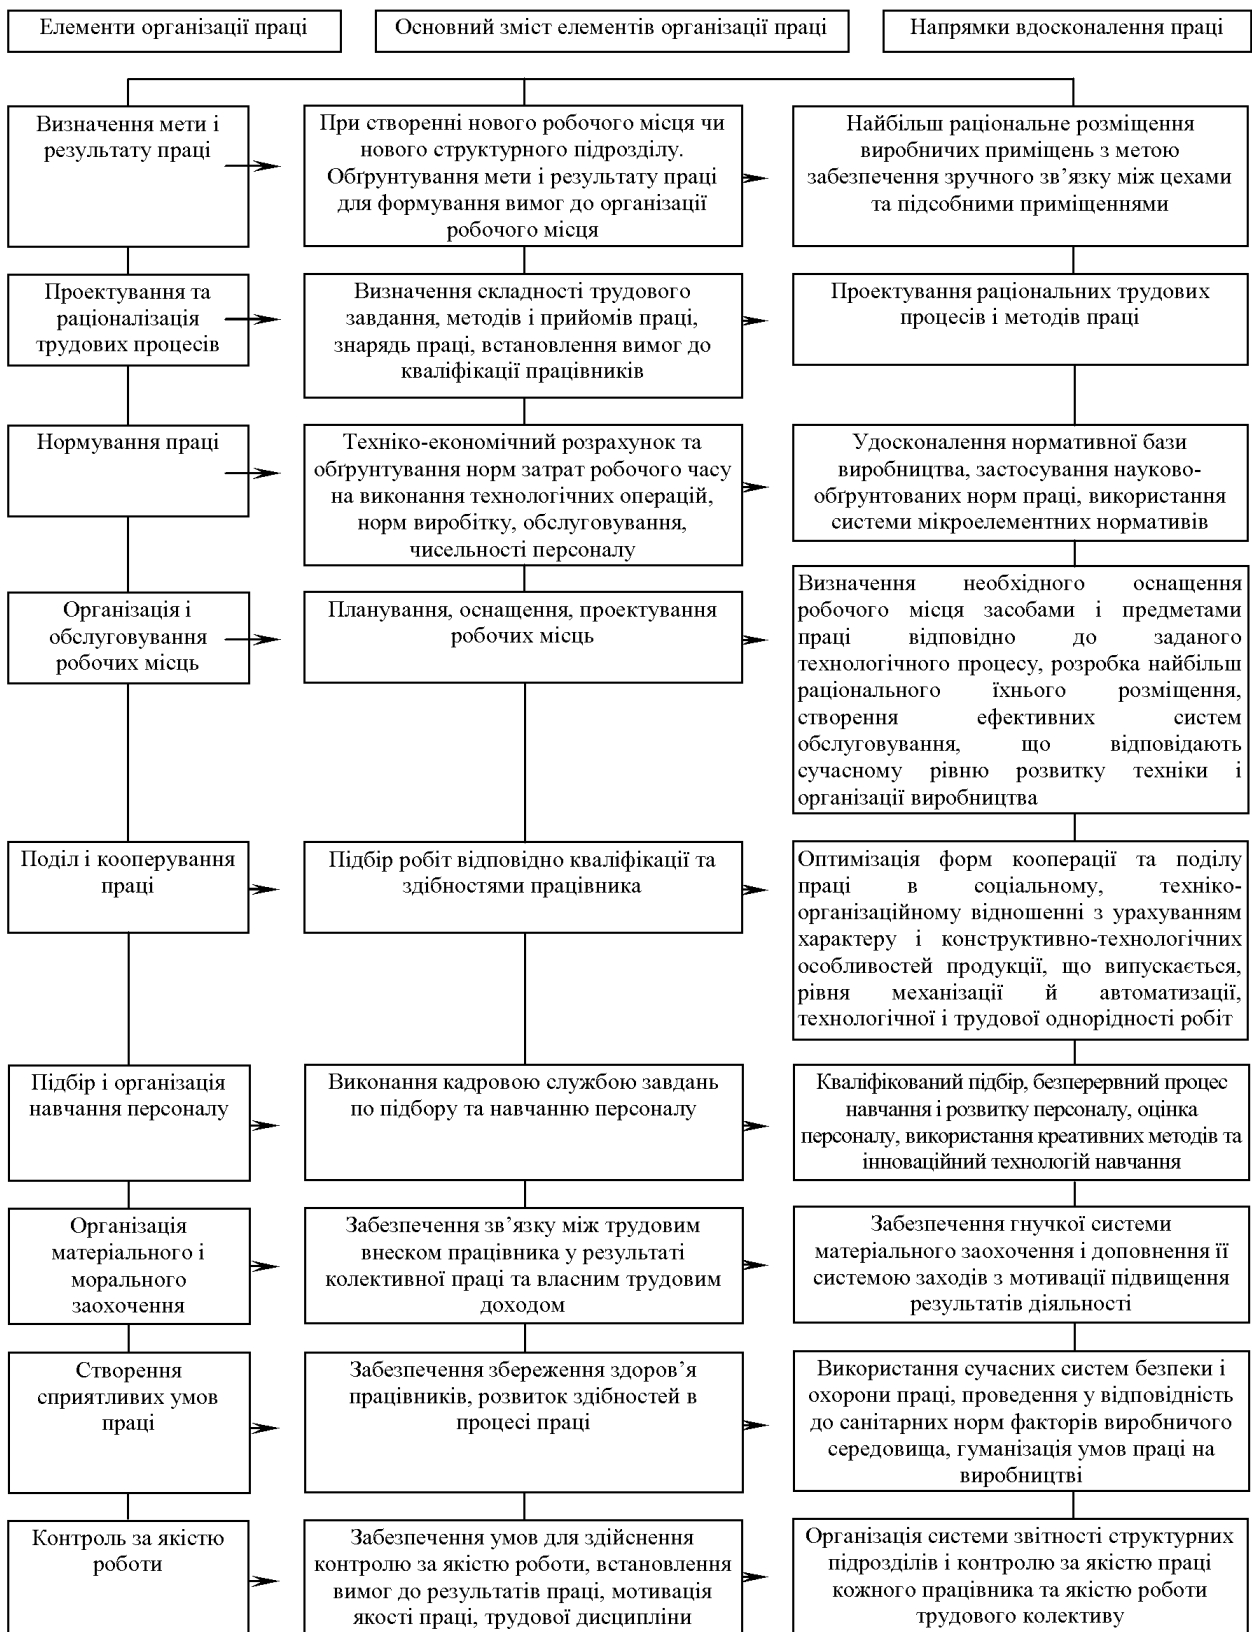 Елементи організації праці
Основний зміст елементів організації праці
Напрямки вдосконалення праці
Визначення мети і
результату праці
При створенні нового робочого місця чи
нового структурного підрозділу.
Обґрунтування мети і результату праці
для формування вимог до організації
робочого місця
Найбільш раціональне розміщення
виробничих приміщень з метою
забезпечення зручного зв’язку між цехами
та підсобними приміщеннями
Проектування та
раціоналізація
трудових процесів
Визначення складності трудового
завдання, методів і прийомів праці,
знарядь праці, встановлення вимог до
кваліфікації працівників
Проектування раціональних трудових
процесів і методів праці
Нормування праці
Техніко-економічний розрахунок та
обґрунтування норм затрат робочого часу
на виконання технологічних операцій,
норм виробітку, обслуговування,
чисельності персоналу
Удосконалення нормативної бази
виробництва, застосування науково-
обґрунтованих норм праці, використання
системи мікроелементних нормативів
Організація і
обслуговування
робочих місць
Планування, оснащення, проектування
робочих місць
Визначення необхідного оснащення
робочого місця засобами і предметами
праці відповідно до заданого
технологічного процесу, розробка найбільш
раціонального їхнього розміщення,
створення ефективних систем
обслуговування, що відповідають
сучасному рівню розвитку техніки і
організації виробництва
Поділ і кооперування
праці
Підбір робіт відповідно кваліфікації та
здібностями працівника
Оптимізація форм кооперації та поділу
праці в соціальному, техніко-
організаційному відношенні з урахуванням
характеру і конструктивно-технологічних
особливостей продукції, що випускається,
рівня механізації й автоматизації,
технологічної і трудової однорідності робіт
Підбір і організація
навчання персоналу
Виконання кадровою службою завдань
по підбору та навчанню персоналу
Кваліфікований підбір, безперервний процес
навчання і розвитку персоналу, оцінка
персоналу, використання креативних методів та
інноваційний технологій навчання
Організація
матеріального і
морального
заохочення
Забезпечення зв’язку між трудовим
внеском працівника у результаті
колективної праці та власним трудовим
доходом
Забезпечення гнучкої системи
матеріального заохочення і доповнення її
системою заходів з мотивації підвищення
результатів діяльності
Створення
сприятливих умов
праці
Забезпечення збереження здоров’я
працівників, розвиток здібностей в
процесі праці
Використання сучасних систем безпеки і
охорони праці, проведення у відповідність
до санітарних норм факторів виробничого
середовища, гуманізація умов праці на
виробництві
Контроль за якістю
роботи
Забезпечення умов для здійснення
контролю за якістю роботи, встановлення
вимог до результатів праці, мотивація
якості праці, трудової дисципліни
Організація системи звітності структурних
підрозділів і контролю за якістю праці
кожного працівника та якістю роботи
трудового колективу